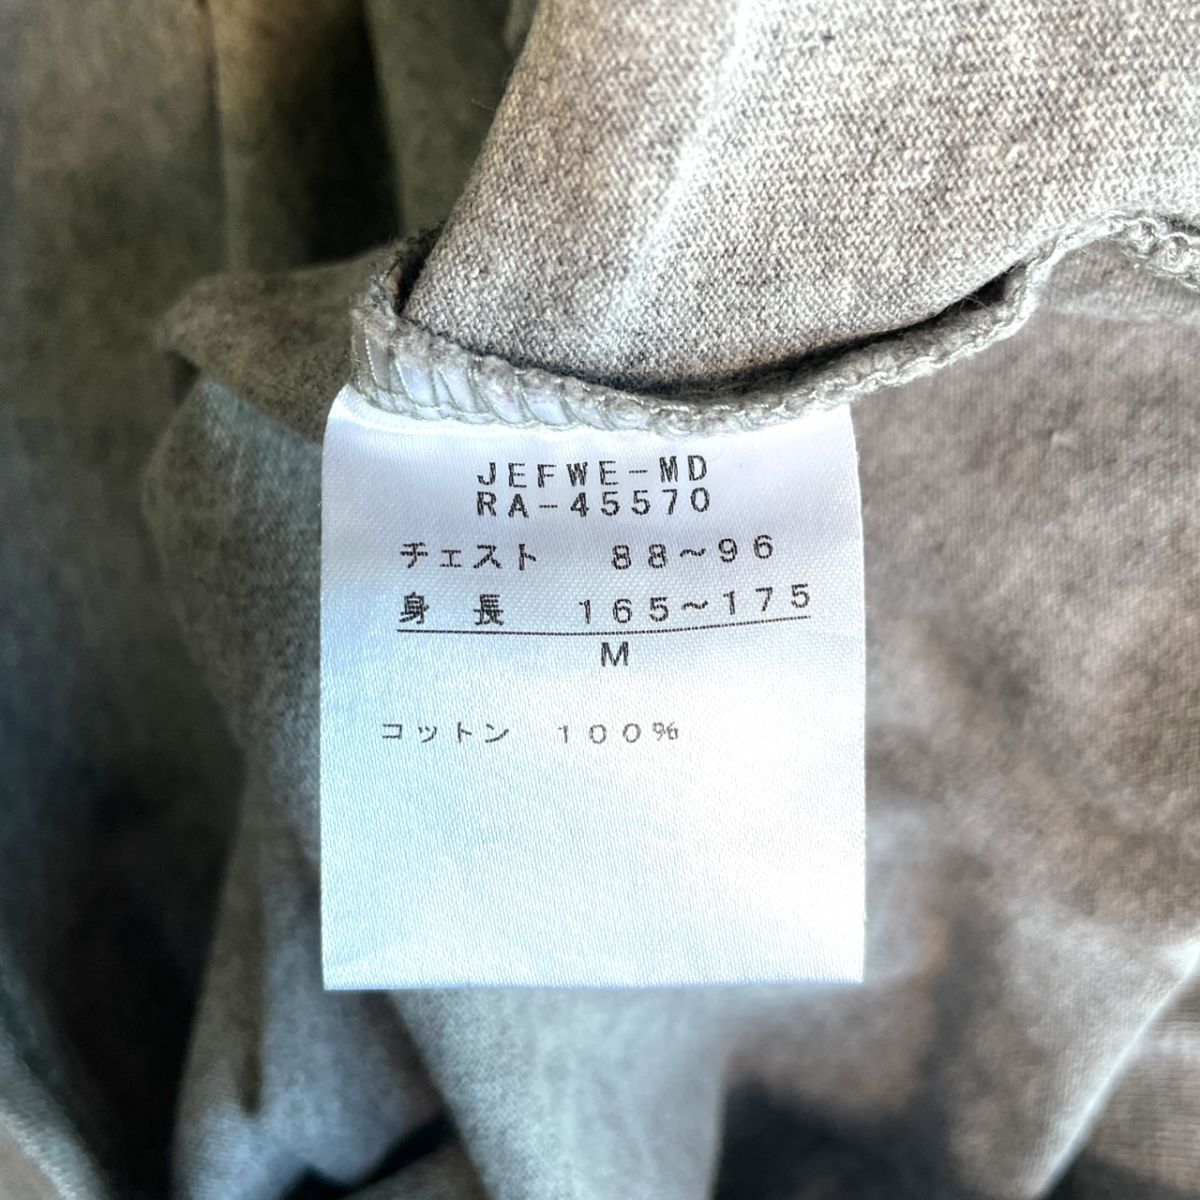 JEFWE-MD
RA-45570
チェスト 88～96
身長 165～175
M
コットン 100%